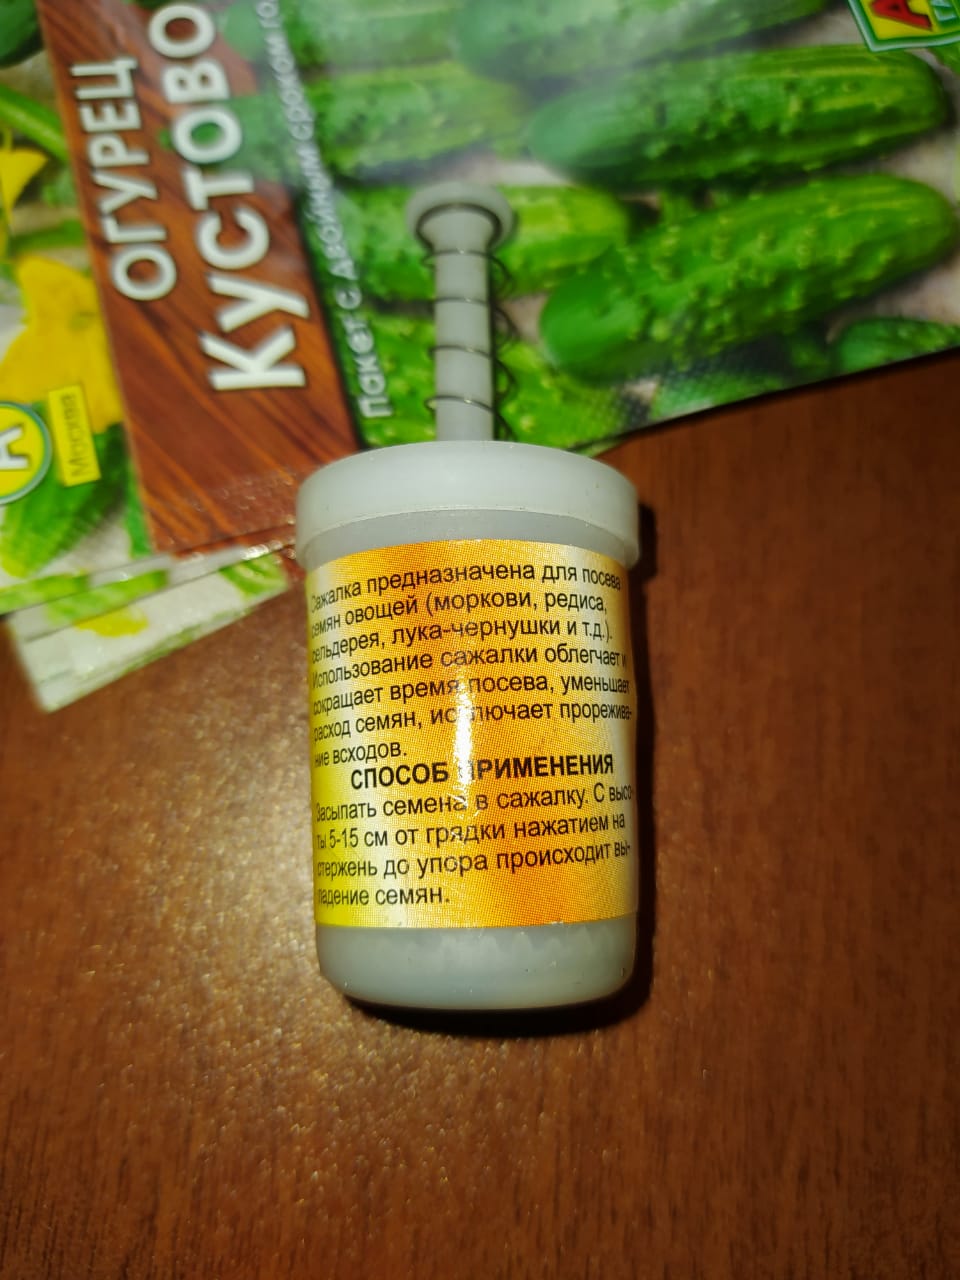 ОГУРЕЦ
КУСТОВО
Пакет с двойным сроком го
А
Москва
Сажалка предназначена для посева
семян овощей (моркови, редиса,
сельдерея, лука-чернушки и т.д.).
Использование сажалки облегчает и
сокращает время посева, уменьшает
расход семян, исключает прорежива-
ние всходов.
СПОСОБ ПРИМЕНЕНИЯ
Засыпать семена в сажалку. С высо-
ты 5-15 см от грядки нажатием на
стержень до упора происходит вы-
падение семян.